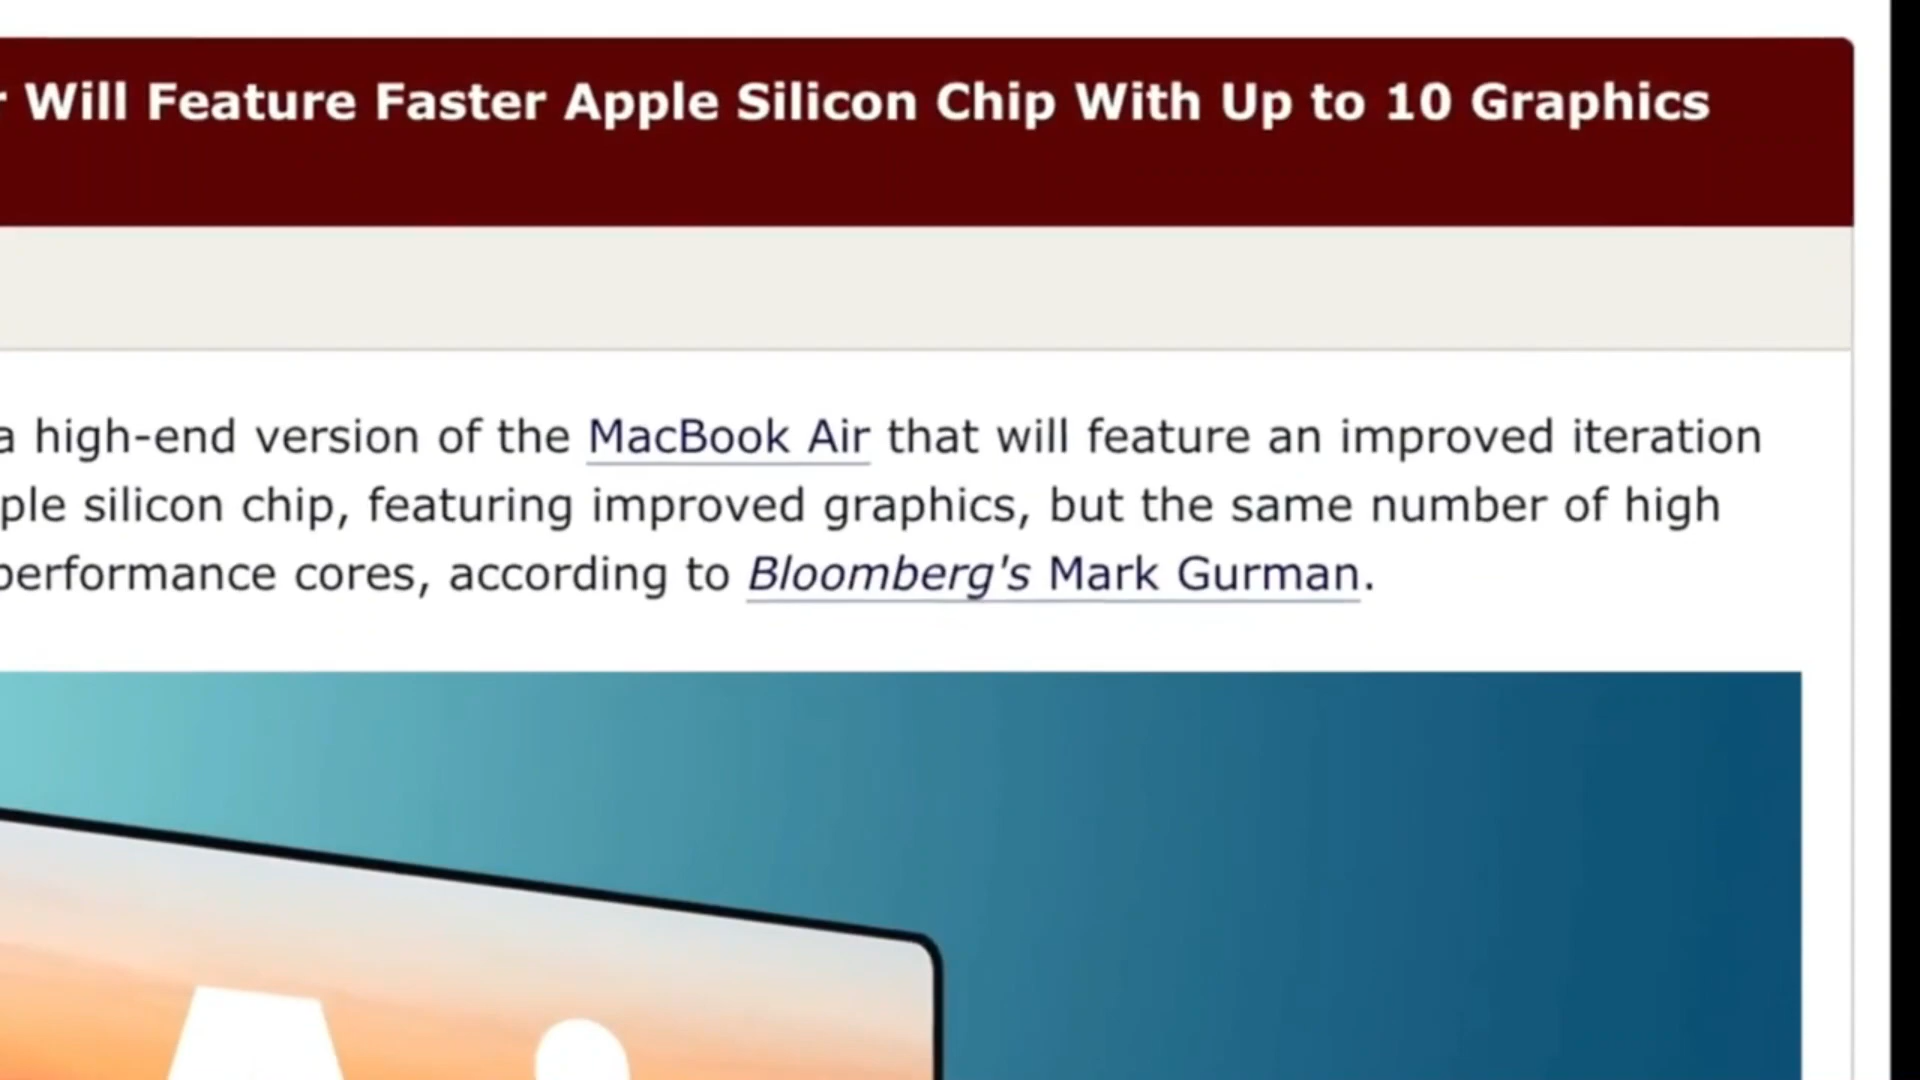 Will Feature Faster Apple Silicon Chip With Up to 10 Graphics
a high-end version of the MacBook Air that will feature an improved iteration
ple silicon chip, featuring improved graphics, but the same number of high
performance cores, according to Bloomberg's Mark Gurman.
Ai